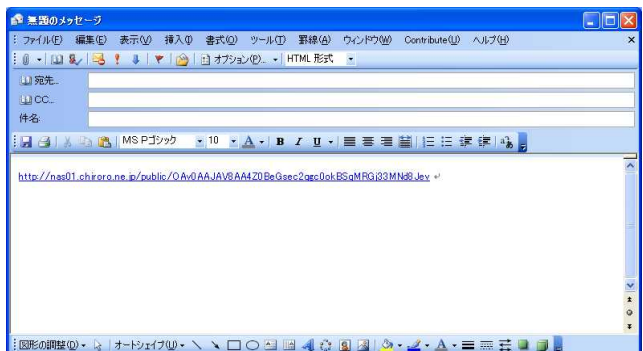 無題のメッセージ
ファイル(F) 編集(E) 表示(V) 挿入(I) 書式(O) ツール(T) 罫線(A) ウィンドウ(W) Contribute(U) ヘルプ(H)
オプション(P)... HTML 形式
宛先...
CC...
件名:
MS Pゴシック 10 A B I U
http://nas01.chiroro.ne.jp/public/OAv0AAJAV8AA4Z0BeGsec2qgc0okBSqMRGj33MNd8Jev
図形の調整(D) オートシェイプ(U)